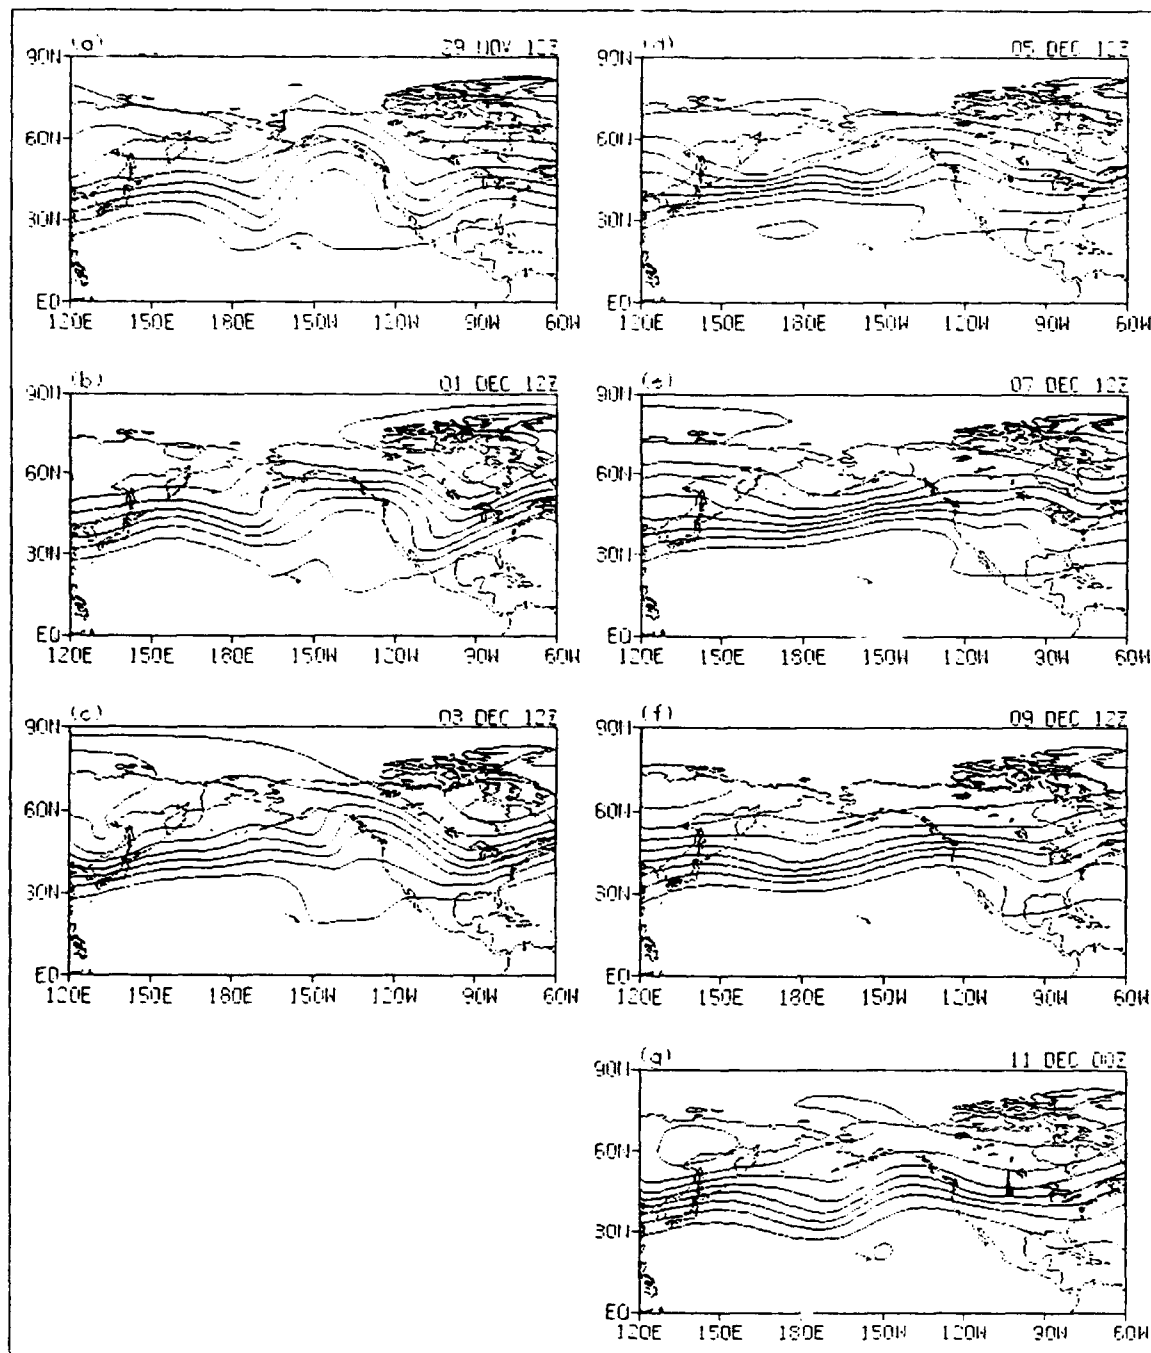 (a) 29 NOV 12Z
90N
60N
30N
EQ
120E 150E 180E 150W 120W 90W 60W
(b) 01 DEC 12Z
90N
60N
30N
EQ
120E 150E 180E 150W 120W 90W 60W
(c) 03 DEC 12Z
90N
60N
30N
EQ
120E 150E 180E 150W 120W 90W 60W
(d) 05 DEC 12Z
90N
60N
30N
EQ
120E 150E 180E 150W 120W 90W 60W
(e) 07 DEC 12Z
90N
60N
30N
EQ
120E 150E 180E 150W 120W 90W 60W
(f) 09 DEC 12Z
90N
60N
30N
EQ
120E 150E 180E 150W 120W 90W 60W
(g) 11 DEC 00Z
90N
60N
30N
EQ
120E 150E 180E 150W 120W 90W 60W